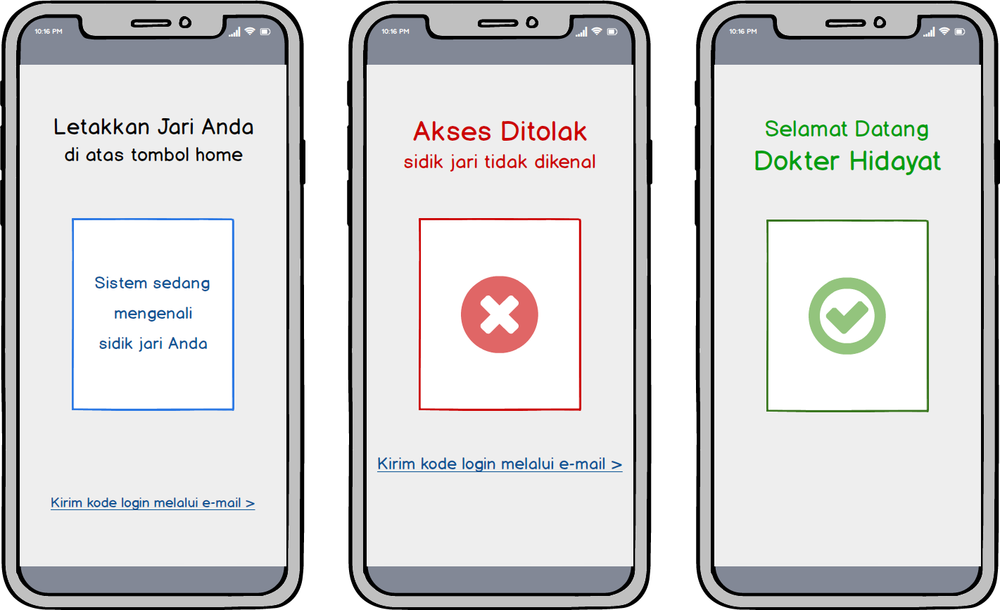 10:16 PM
Letakkan Jari Anda
di atas tombol home
Sistem sedang
mengenali
sidik jari Anda
Kirim kode login melalui e-mail >
10:16 PM
Akses Ditolak
sidik jari tidak dikenal
Kirim kode login melalui e-mail >
10:16 PM
Selamat Datang
Dokter Hidayat